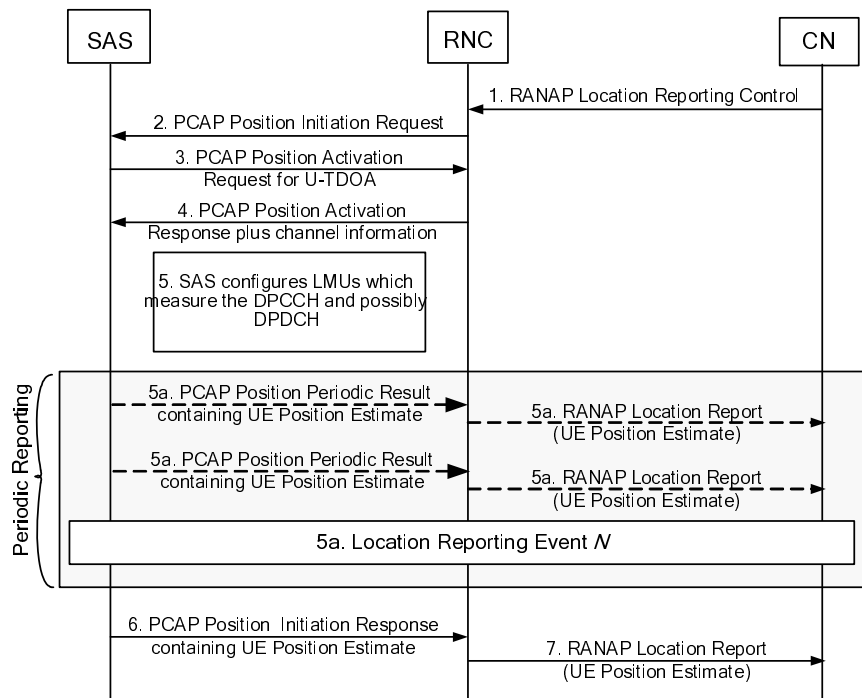 SAS
RNC
CN
1. RANAP Location Reporting Control
2. PCAP Position Initiation Request
3. PCAP Position Activation
Request for U-TDOA
4. PCAP Position Activation
Response plus channel information
5. SAS configures LMUs which
measure the DPCCH and possibly
DPDCH
Periodic Reporting
5a. PCAP Position Periodic Result
containing UE Position Estimate
5a. RANAP Location Report
(UE Position Estimate)
5a. PCAP Position Periodic Result
containing UE Position Estimate
5a. RANAP Location Report
(UE Position Estimate)
5a. Location Reporting Event N
6. PCAP Position Initiation Response
containing UE Position Estimate
7. RANAP Location Report
(UE Position Estimate)